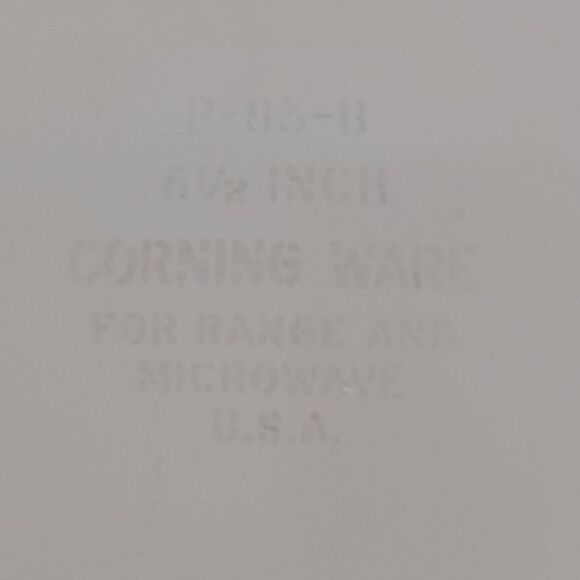 P-83-B
6½ INCH
CORNING WARE
FOR RANGE AND
MICROWAVE
U.S.A.